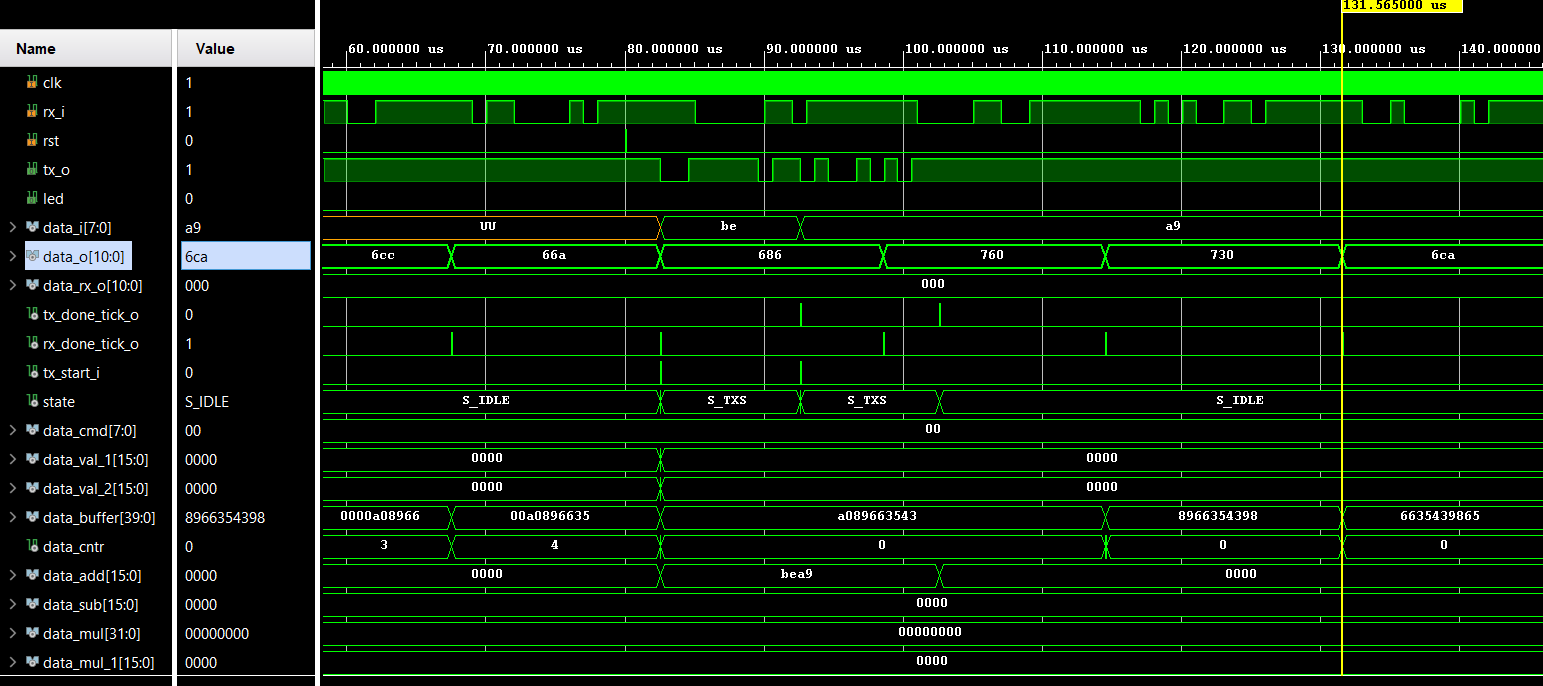 131.565000 us
Name Value 60.000000 us 70.000000 us 80.000000 us 90.000000 us 100.000000 us 110.000000 us 120.000000 us 130.000000 us 140.000000
clk 1
rx_i 1
rst 0
tx_o 1
led 0
data_i[7:0] a9 UU be a9
data_o[10:0] 6ca 6cc 66a 686 760 730 6ca
data_rx_o[10:0] 000 000
tx_done_tick_o 0
rx_done_tick_o 1
tx_start_i 0
state S_IDLE S_IDLE S_TXS S_TXS S_IDLE
data_cmd[7:0] 00 00
data_val_1[15:0] 0000 0000 0000
data_val_2[15:0] 0000 0000 0000
data_buffer[39:0] 8966354398 0000a08966 00a0896635 a089663543 8966354398 6635439865
data_cntr 0 3 4 0 0 0
data_add[15:0] 0000 0000 bea9 0000
data_sub[15:0] 0000 0000
data_mul[31:0] 00000000 00000000
data_mul_1[15:0] 0000 0000